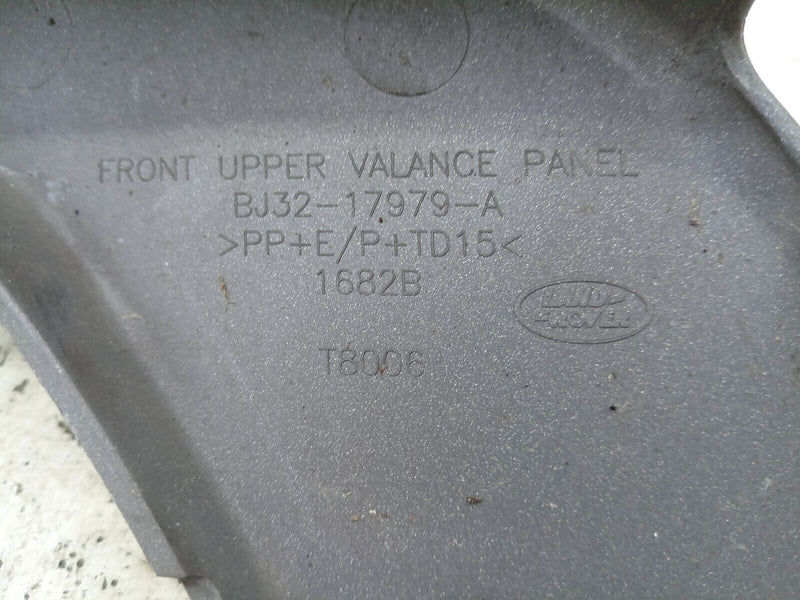 FRONT UPPER VALANCE PANEL
BJ32-17979-A
>PP+E/P+TD15<
1682B
LAND-
-ROVER
T8006